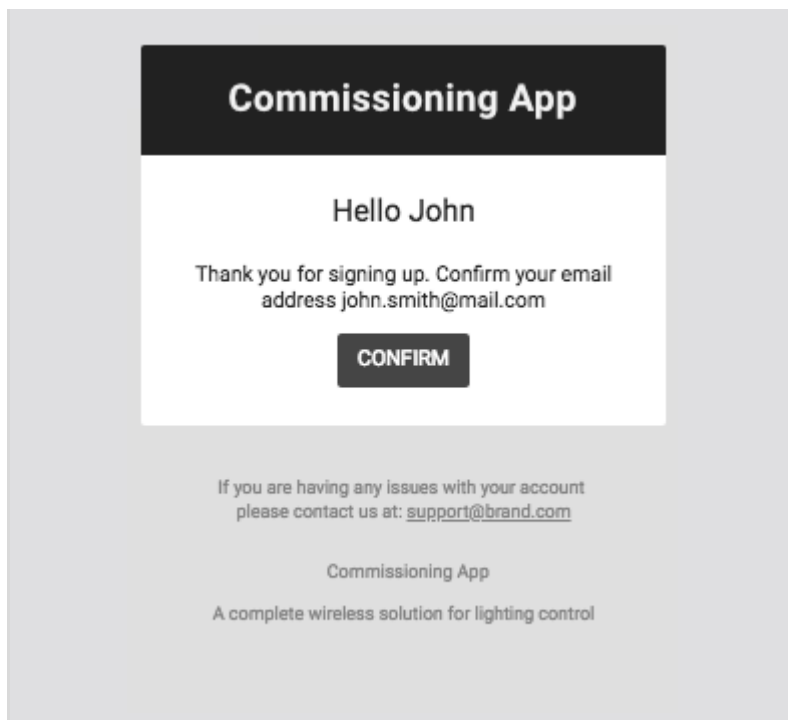 Commissioning App
Hello John
Thank you for signing up. Confirm your email
address john.smith@mail.com
CONFIRM
If you are having any issues with your account
please contact us at: support@brand.com
Commissioning App
A complete wireless solution for lighting control